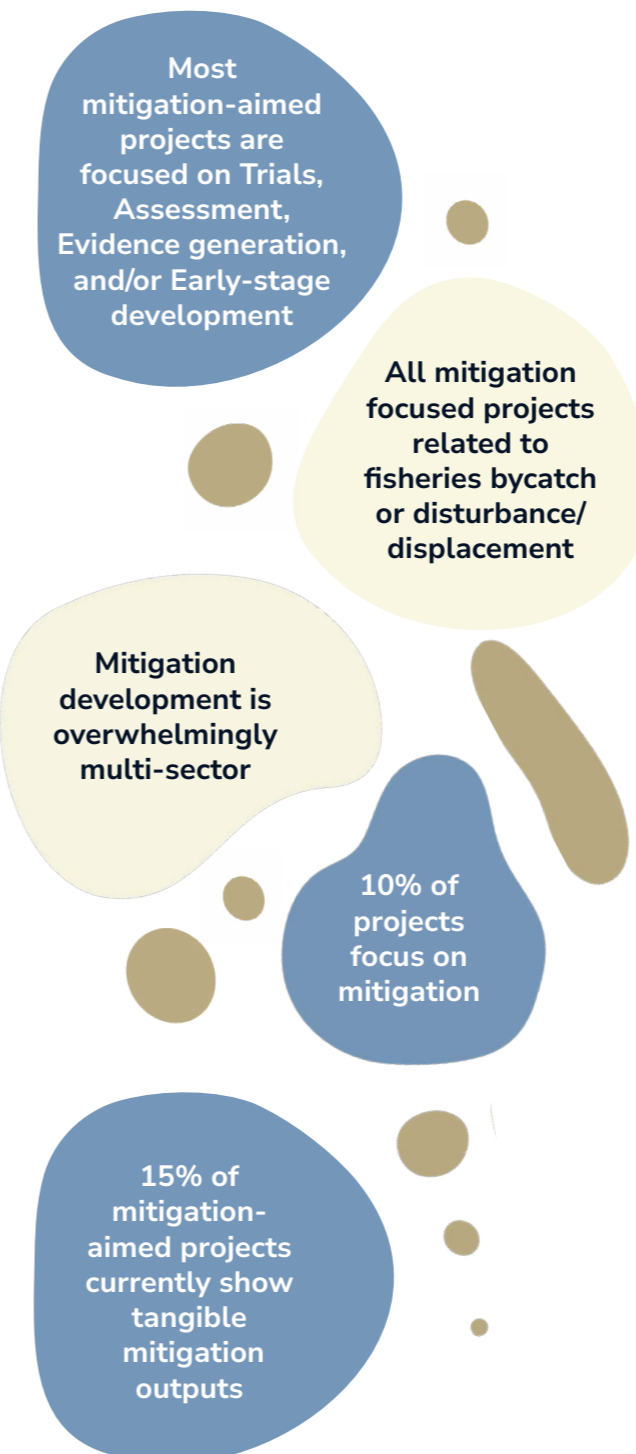 Most
mitigation-aimed
projects are
focused on Trials,
Assessment,
Evidence generation,
and/or Early-stage
development
All mitigation
focused projects
related to
fisheries bycatch
or disturbance/
displacement
Mitigation
development is
overwhelmingly
multi-sector
10% of
projects
focus on
mitigation
15% of
mitigation-
aimed projects
currently show
tangible
mitigation
outputs